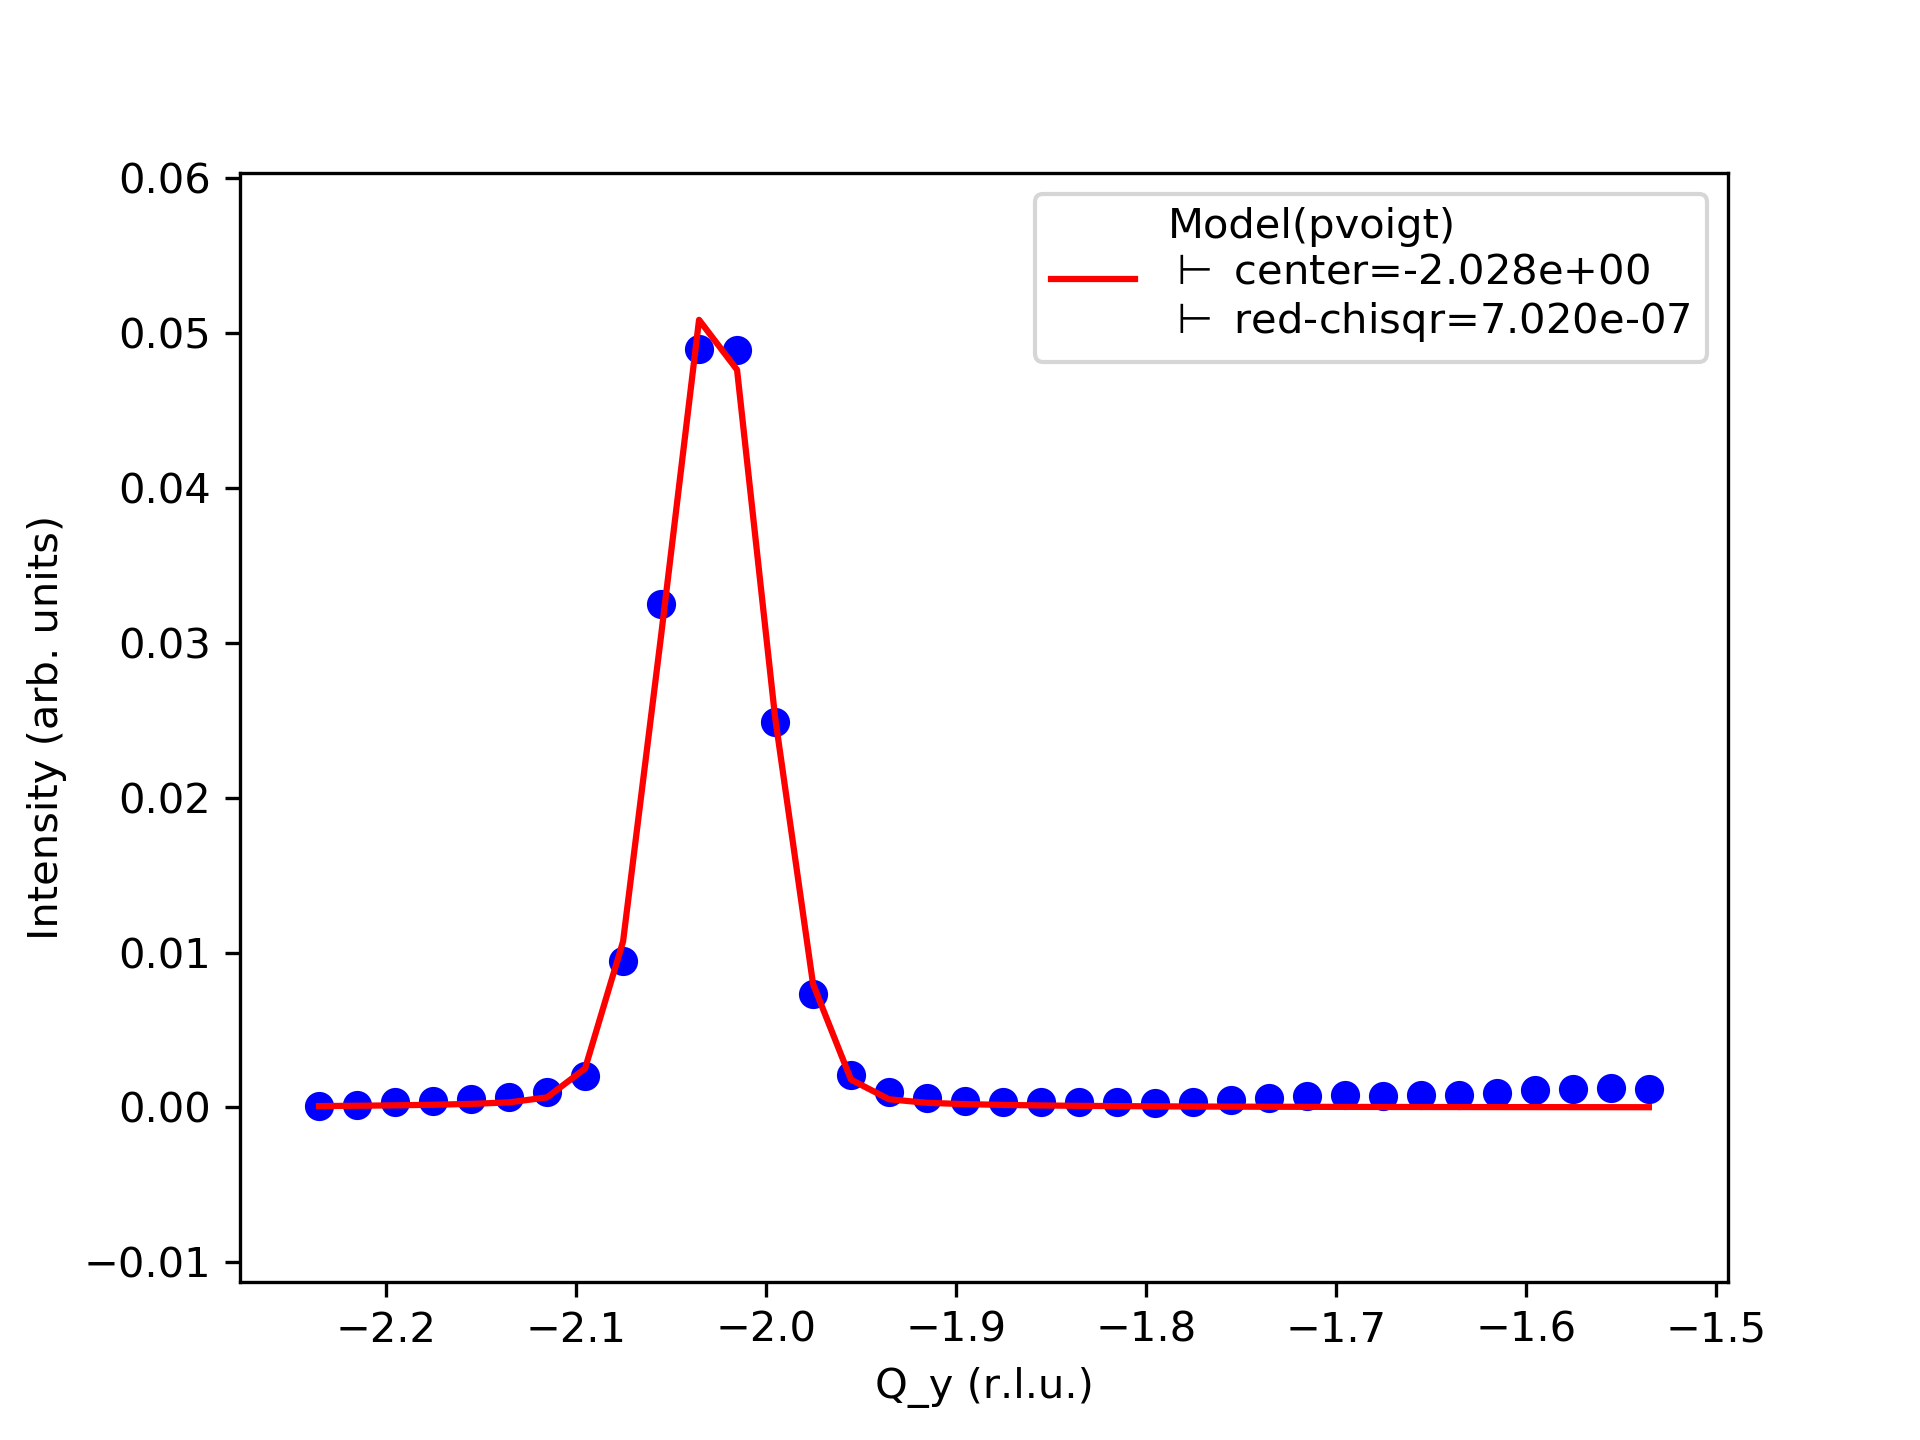 0.06
0.05
0.04
0.03
0.02
0.01
0.00
−0.01
Intensity (arb. units)
Model(pvoigt)
⊢ center=-2.028e+00
⊢ red-chisqr=7.020e-07
−2.2 −2.1 −2.0 −1.9 −1.8 −1.7 −1.6 −1.5
Q_y (r.l.u.)